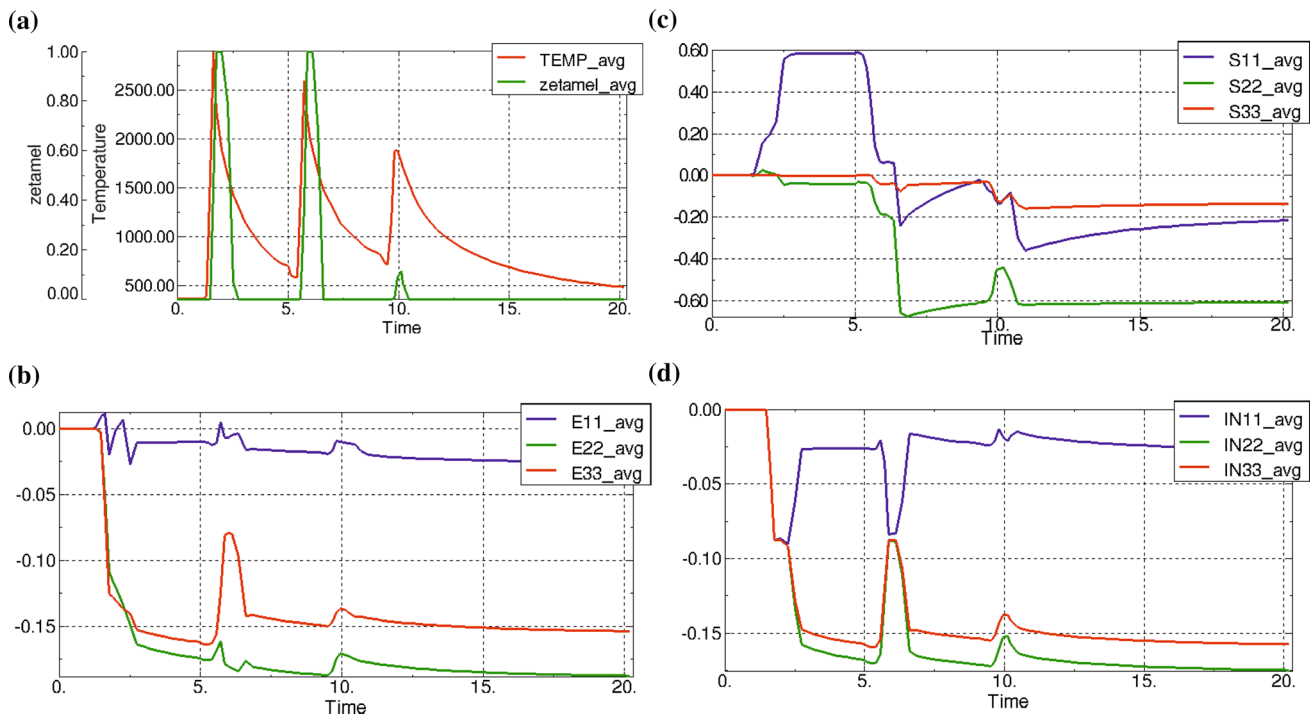 (a)
zetamel
1.00
0.80
0.60
0.40
0.20
0.00
Temperature
2500.00
2000.00
1500.00
1000.00
500.00
TEMP_avg
zetamel_avg
0. 5. 10. 15. 20.
Time
(c)
0.60
0.40
0.20
0.00
-0.20
-0.40
-0.60
S11_avg
S22_avg
S33_avg
0. 5. 10. 15. 20.
Time
(b)
0.00
-0.05
-0.10
-0.15
E11_avg
E22_avg
E33_avg
0. 5. 10. 15. 20.
Time
(d)
0.00
-0.05
-0.10
-0.15
IN11_avg
IN22_avg
IN33_avg
0. 5. 10. 15. 20.
Time